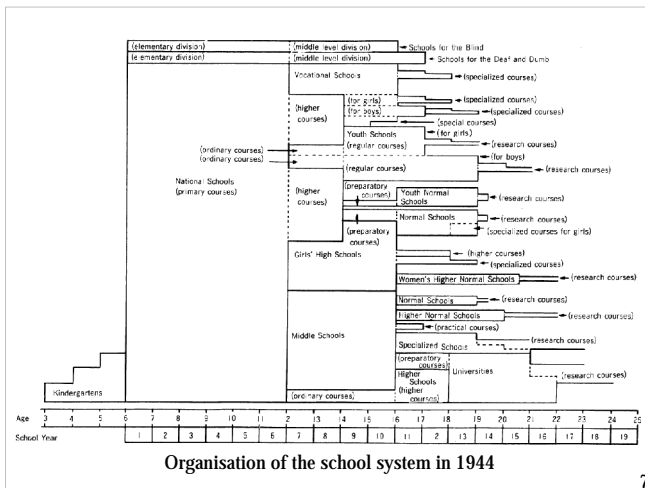 (elementary division) (middle level division) Schools for the Blind
(elementary division) (middle level division) Schools for the Deaf and Dumb
Vocational Schools (specialized courses)
(for girls) (specialized courses)
(higher courses) (for boys) (specialized courses)
(special courses)
Youth Schools (for girls)
(ordinary courses) (regular courses) (research courses)
(ordinary courses) (for boys)
(regular courses) (research courses)
National Schools
(primary courses)
(higher courses) (preparatory courses) Youth Normal Schools (research courses)
Normal Schools (research courses)
(preparatory courses) (specialized courses for girls)
Girls' High Schools (higher courses)
(specialized courses)
Women's Higher Normal Schools (research courses)
Normal Schools (research courses)
Higher Normal Schools (research courses)
Middle Schools (practical courses)
Specialized Schools (research courses)
(preparatory courses)
Higher Schools Universities (research courses)
(higher courses)
Kindergartens (ordinary courses)
Age 3 4 5 6 7 8 9 10 11 2 13 14 15 16 17 18 19 20 21 22 23 24 25
School Year 1 2 3 4 5 6 7 8 9 10 11 2 13 14 15 16 17 18 19
Organisation of the school system in 1944
7